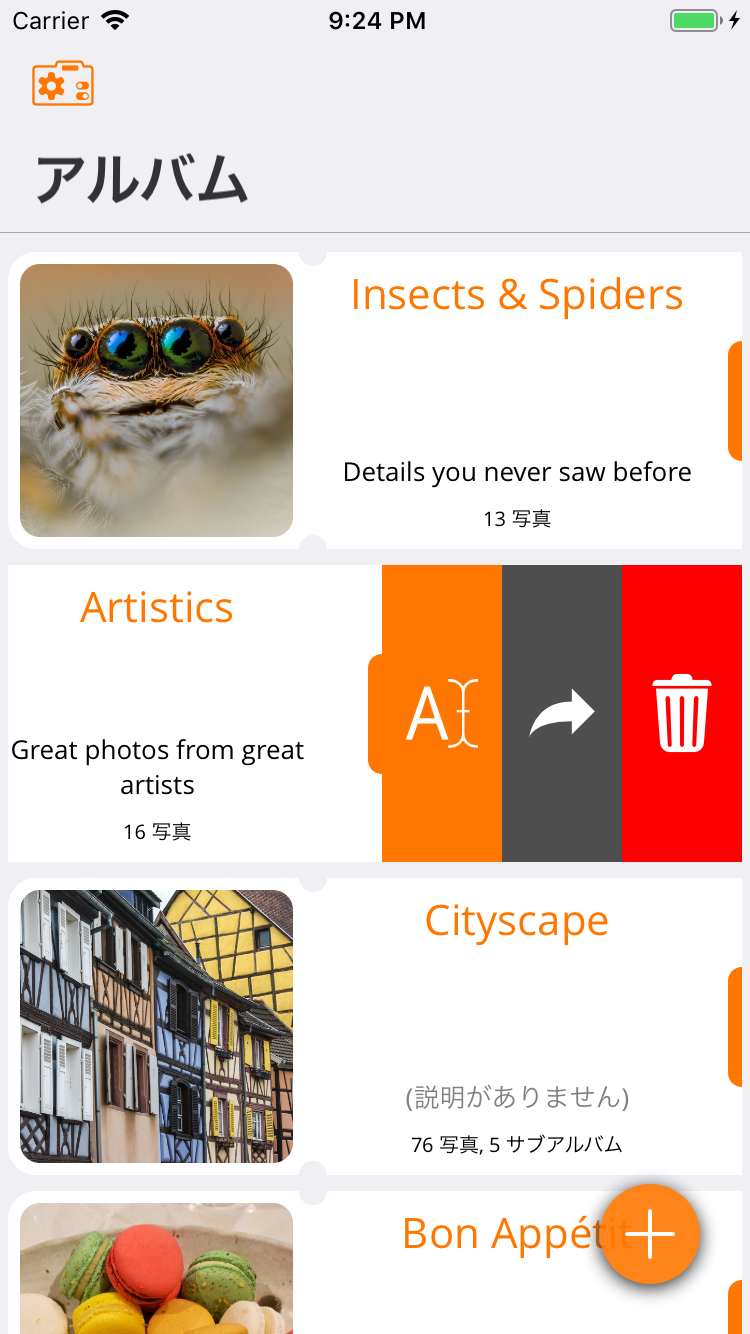 Carrier
9:24 PM
アルバム
Insects & Spiders
Details you never saw before
13 写真
Artistics
Great photos from great
artists
16 写真
A
Cityscape
(説明がありません)
76 写真, 5 サブアルバム
Bon Appétit